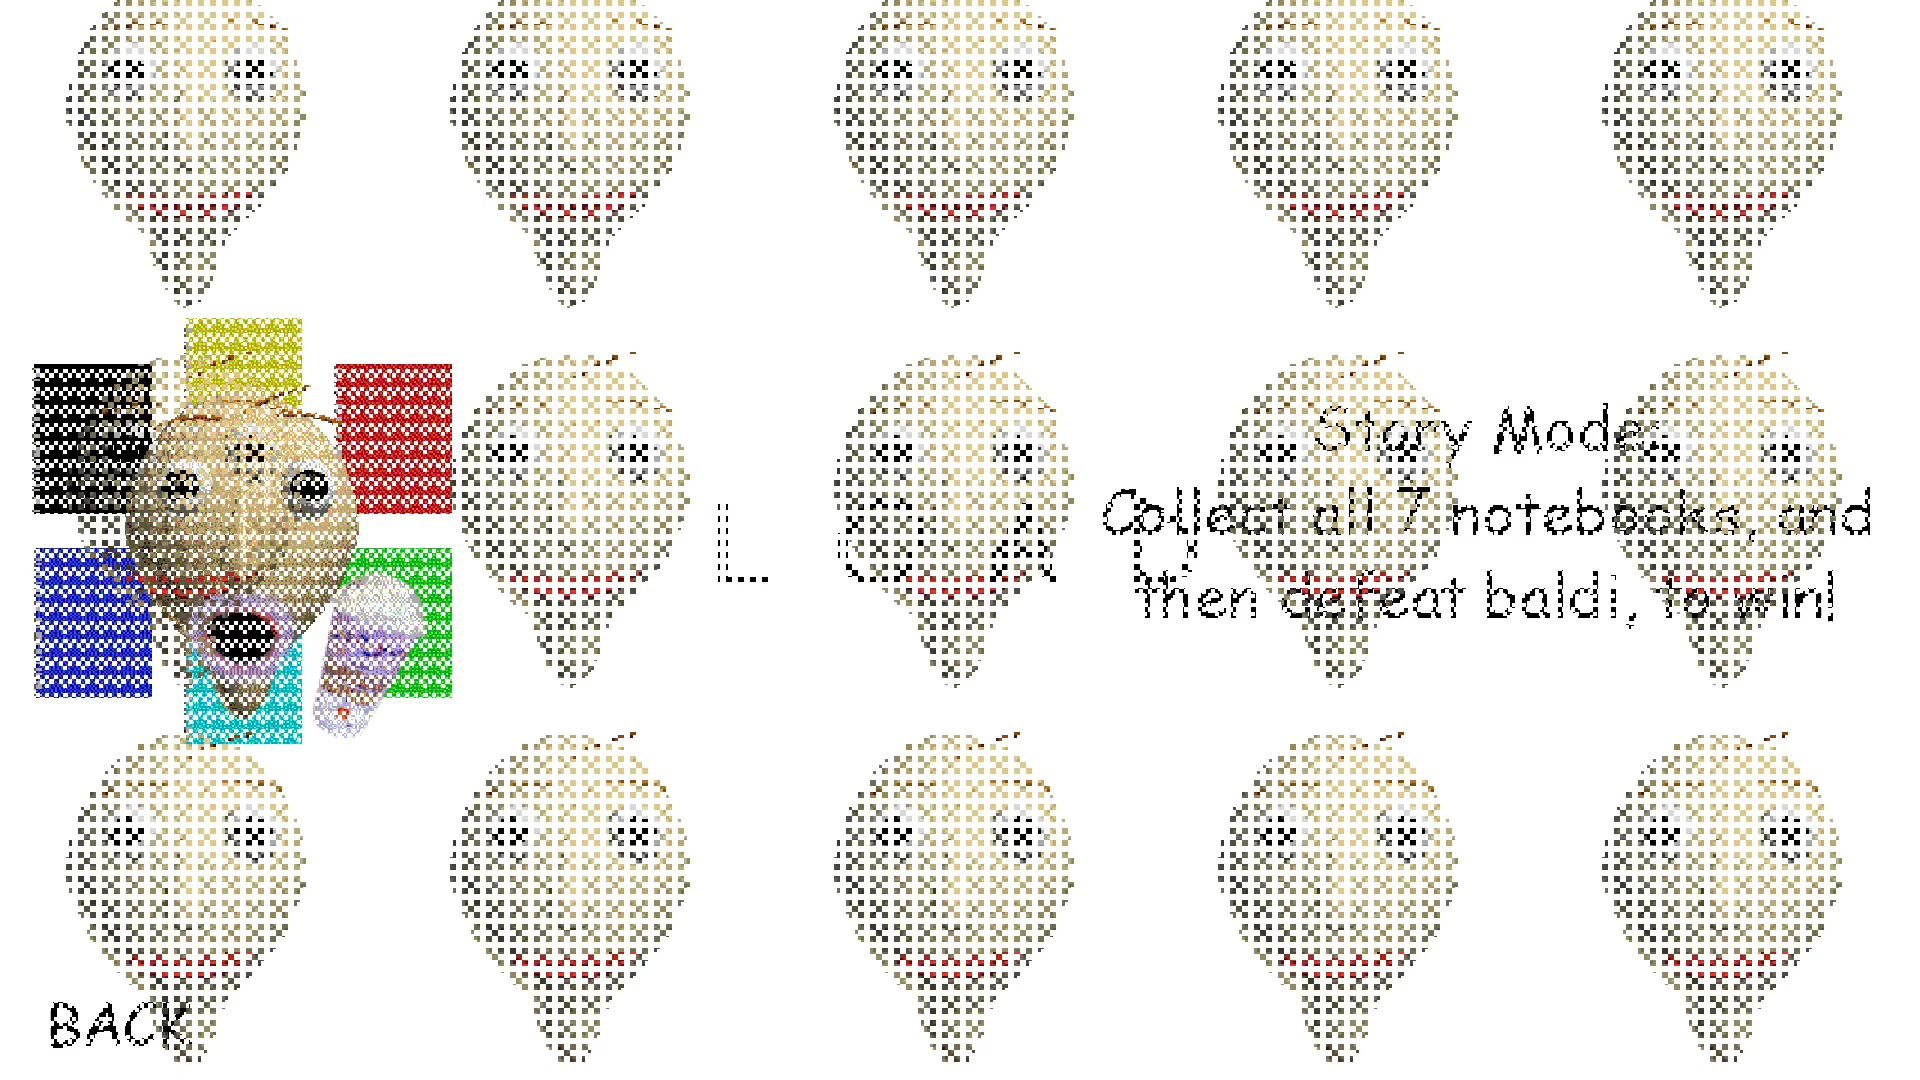 Story Mode:
Collect all 7 notebooks, and
then defeat baldi, to win!
L O A D
BACK